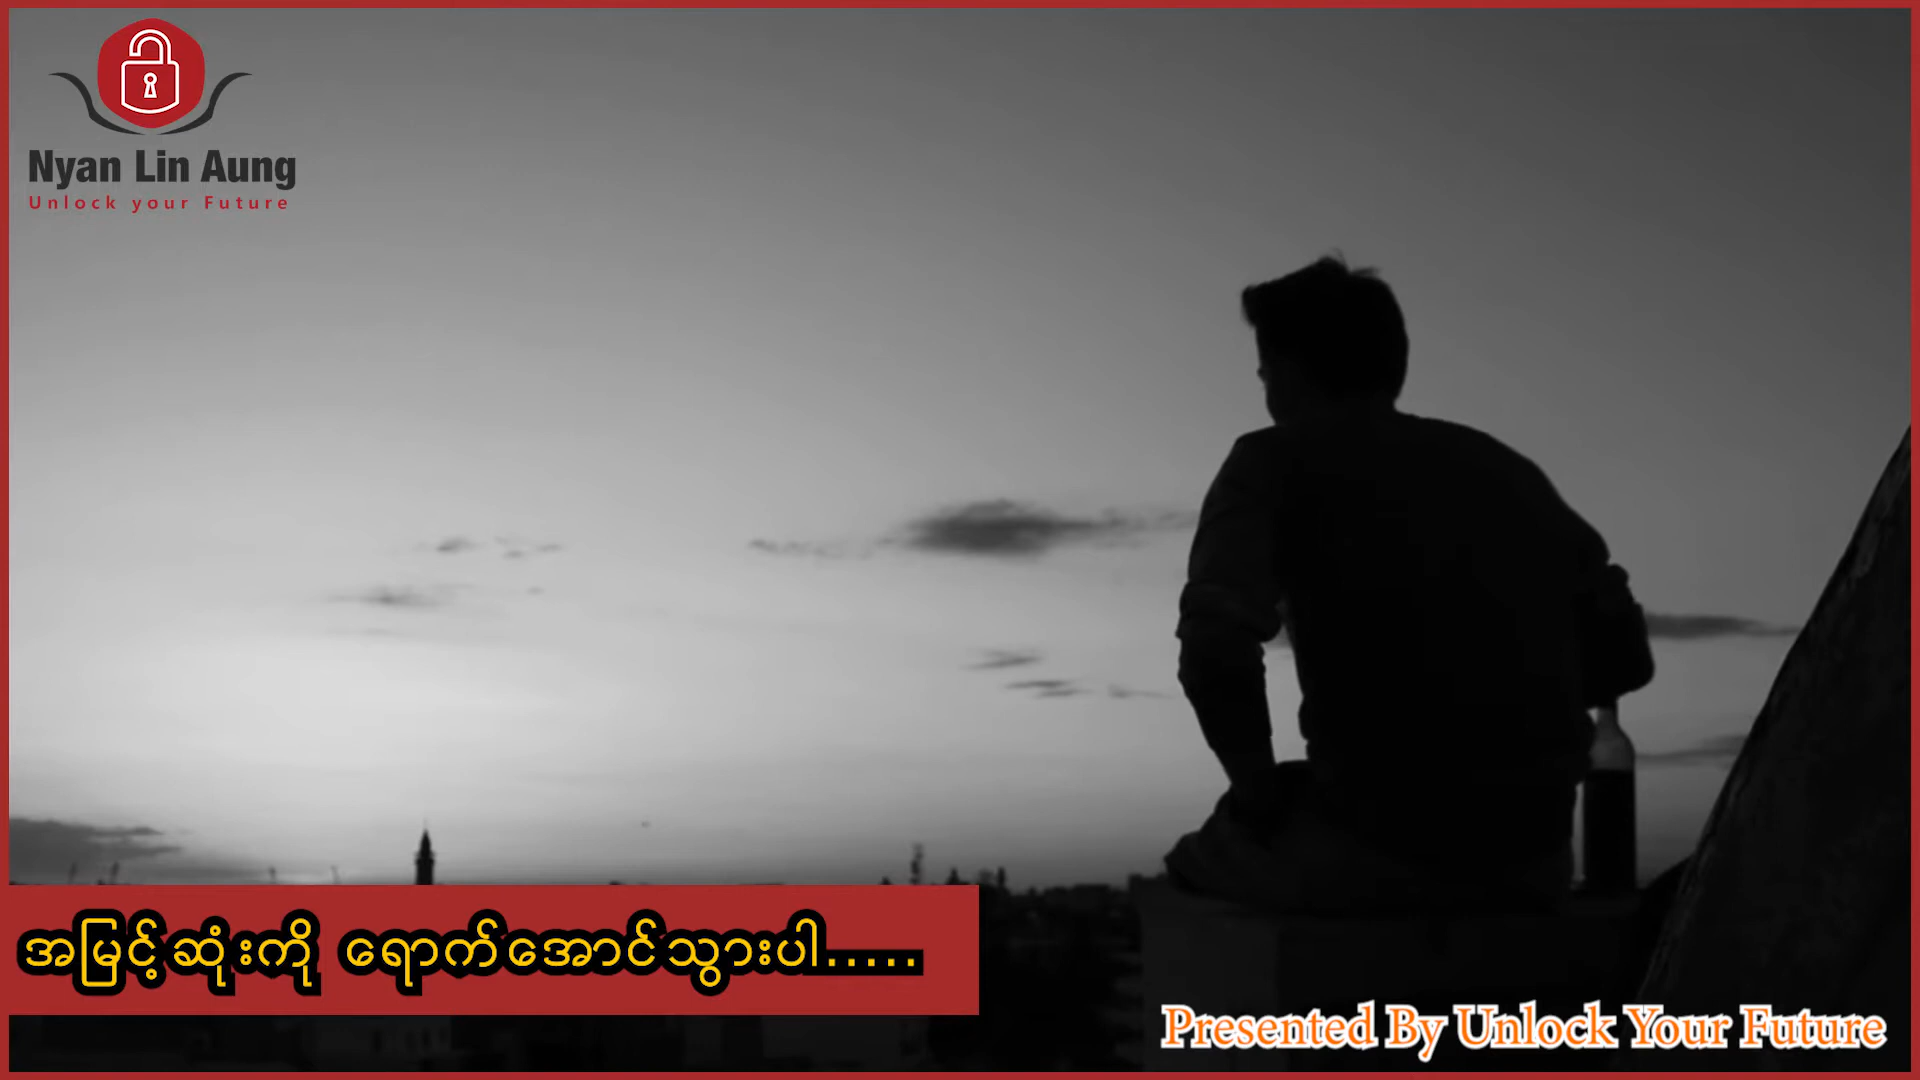 Nyan Lin Aung
Unlock your Future
အမြင့်ဆုံးကို ရောက်အောင်သွားပါ.....
Presented By Unlock Your Future